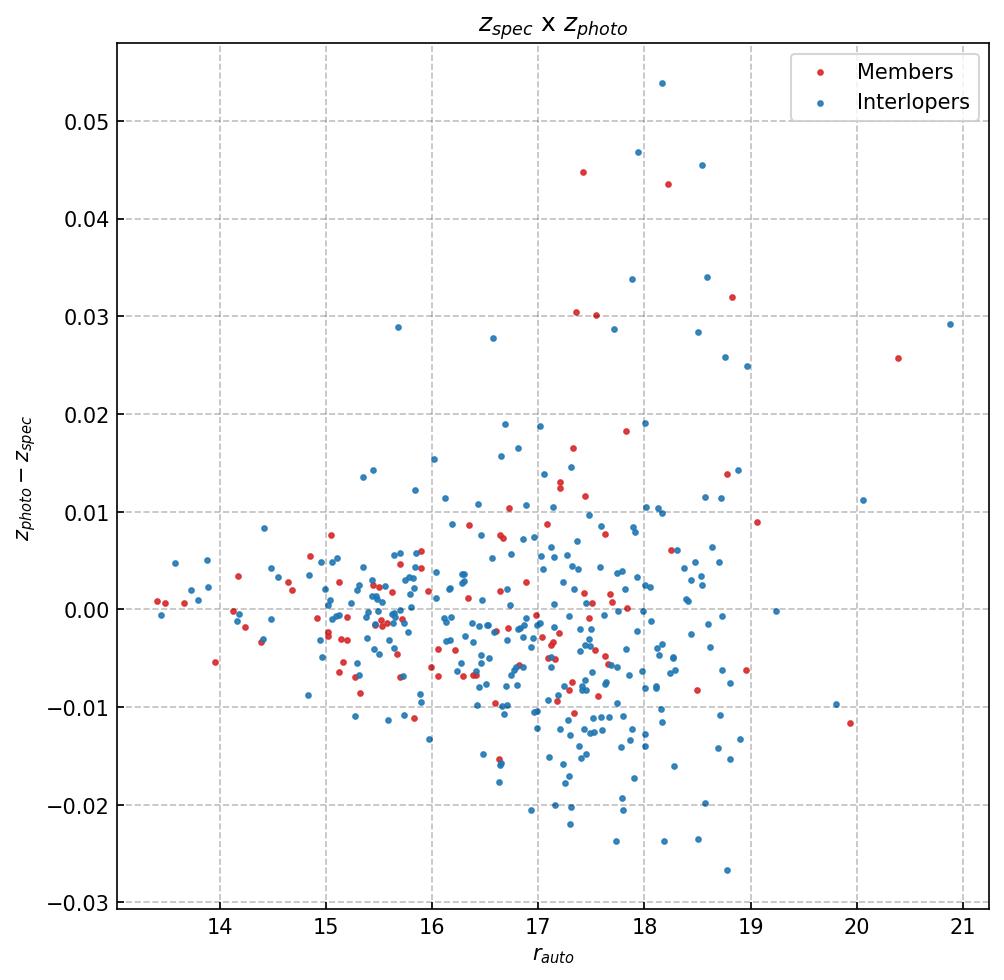 z_spec x z_photo
Members
Interlopers
0.05
0.04
0.03
0.02
0.01
0.00
−0.01
−0.02
−0.03
z_photo − z_spec
14 15 16 17 18 19 20 21
r_auto